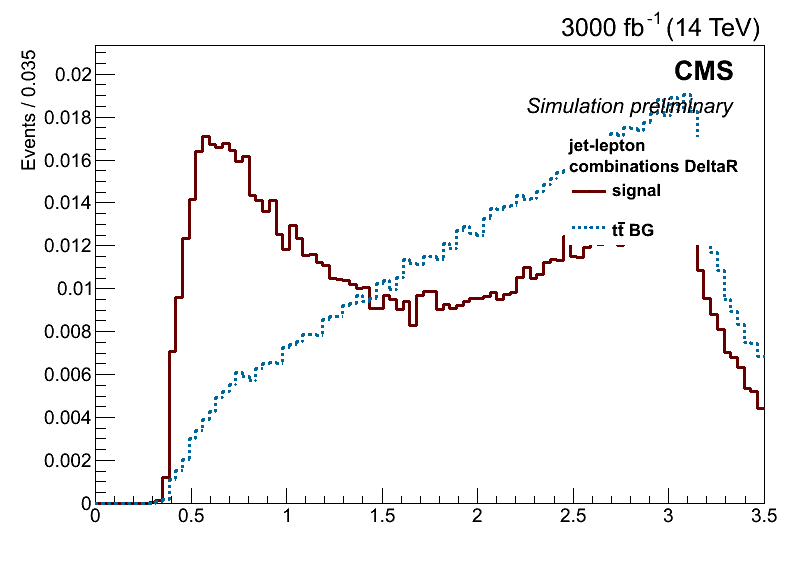 3000 fb⁻¹ (14 TeV)
CMS
Simulation preliminary
Events / 0.035
jet-lepton
combinations DeltaR
signal
tt̄ BG
0.02
0.018
0.016
0.014
0.012
0.01
0.008
0.006
0.004
0.002
0
0 0.5 1 1.5 2 2.5 3 3.5